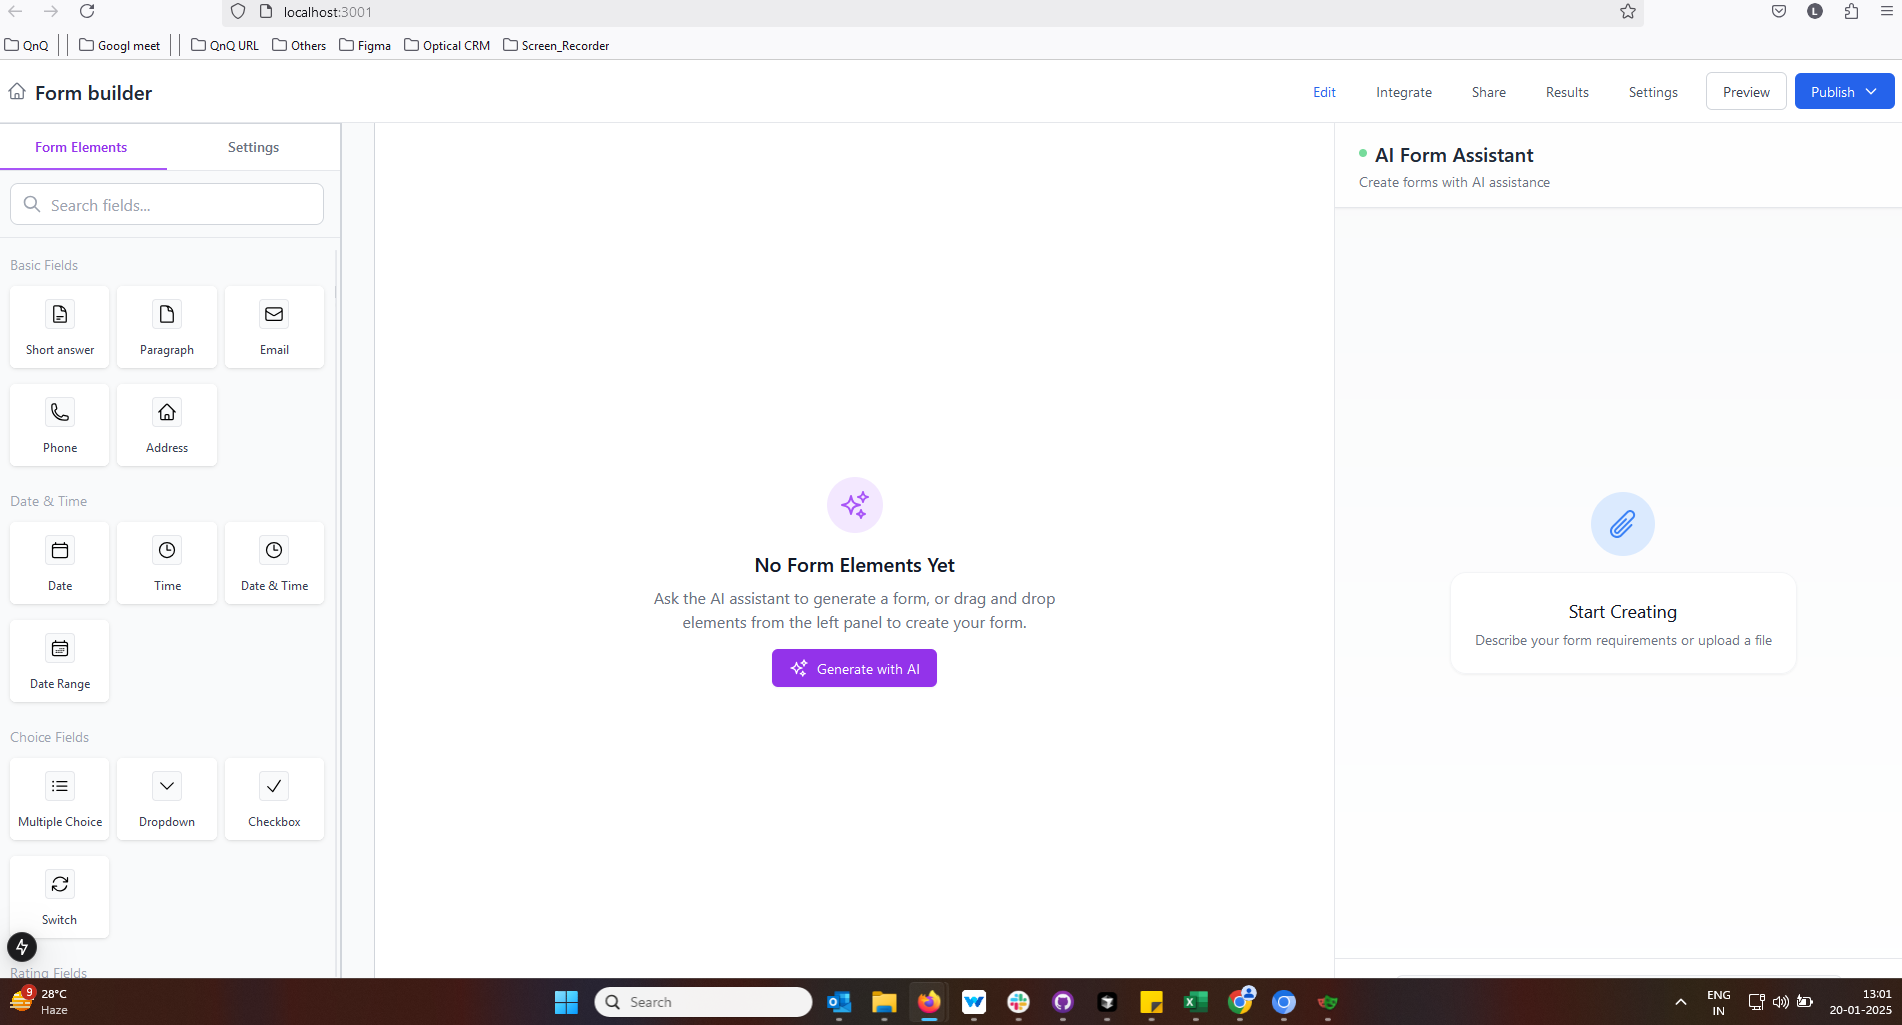 localhost:3001
QnQ
Googl meet
QnQ URL
Others
Figma
Optical CRM
Screen_Recorder
L
Form builder
Edit
Integrate
Share
Results
Settings
Preview
Publish
Form Elements
Settings
Search fields...
Basic Fields
Short answer
Paragraph
Email
Phone
Address
Date & Time
Date
Time
Date & Time
Date Range
Choice Fields
Multiple Choice
Dropdown
Checkbox
Switch
Rating Fields
No Form Elements Yet
Ask the AI assistant to generate a form, or drag and drop
elements from the left panel to create your form.
Generate with AI
AI Form Assistant
Create forms with AI assistance
Start Creating
Describe your form requirements or upload a file
9
28°C
Haze
Search
ENG
IN
13:01
20-01-2025